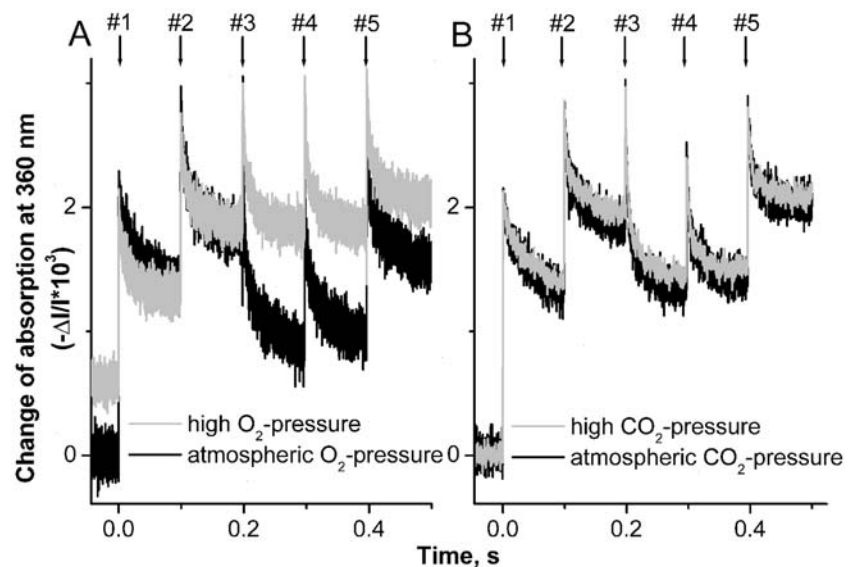 #1 #2 #3 #4 #5 #1 #2 #3 #4 #5
A B
Change of absorption at 360 nm
(-ΔI/I*10³)
2 2
0 0
high O₂-pressure
atmospheric O₂-pressure
high CO₂-pressure
atmospheric CO₂-pressure
0.0 0.2 0.4 0.0 0.2 0.4
Time, s